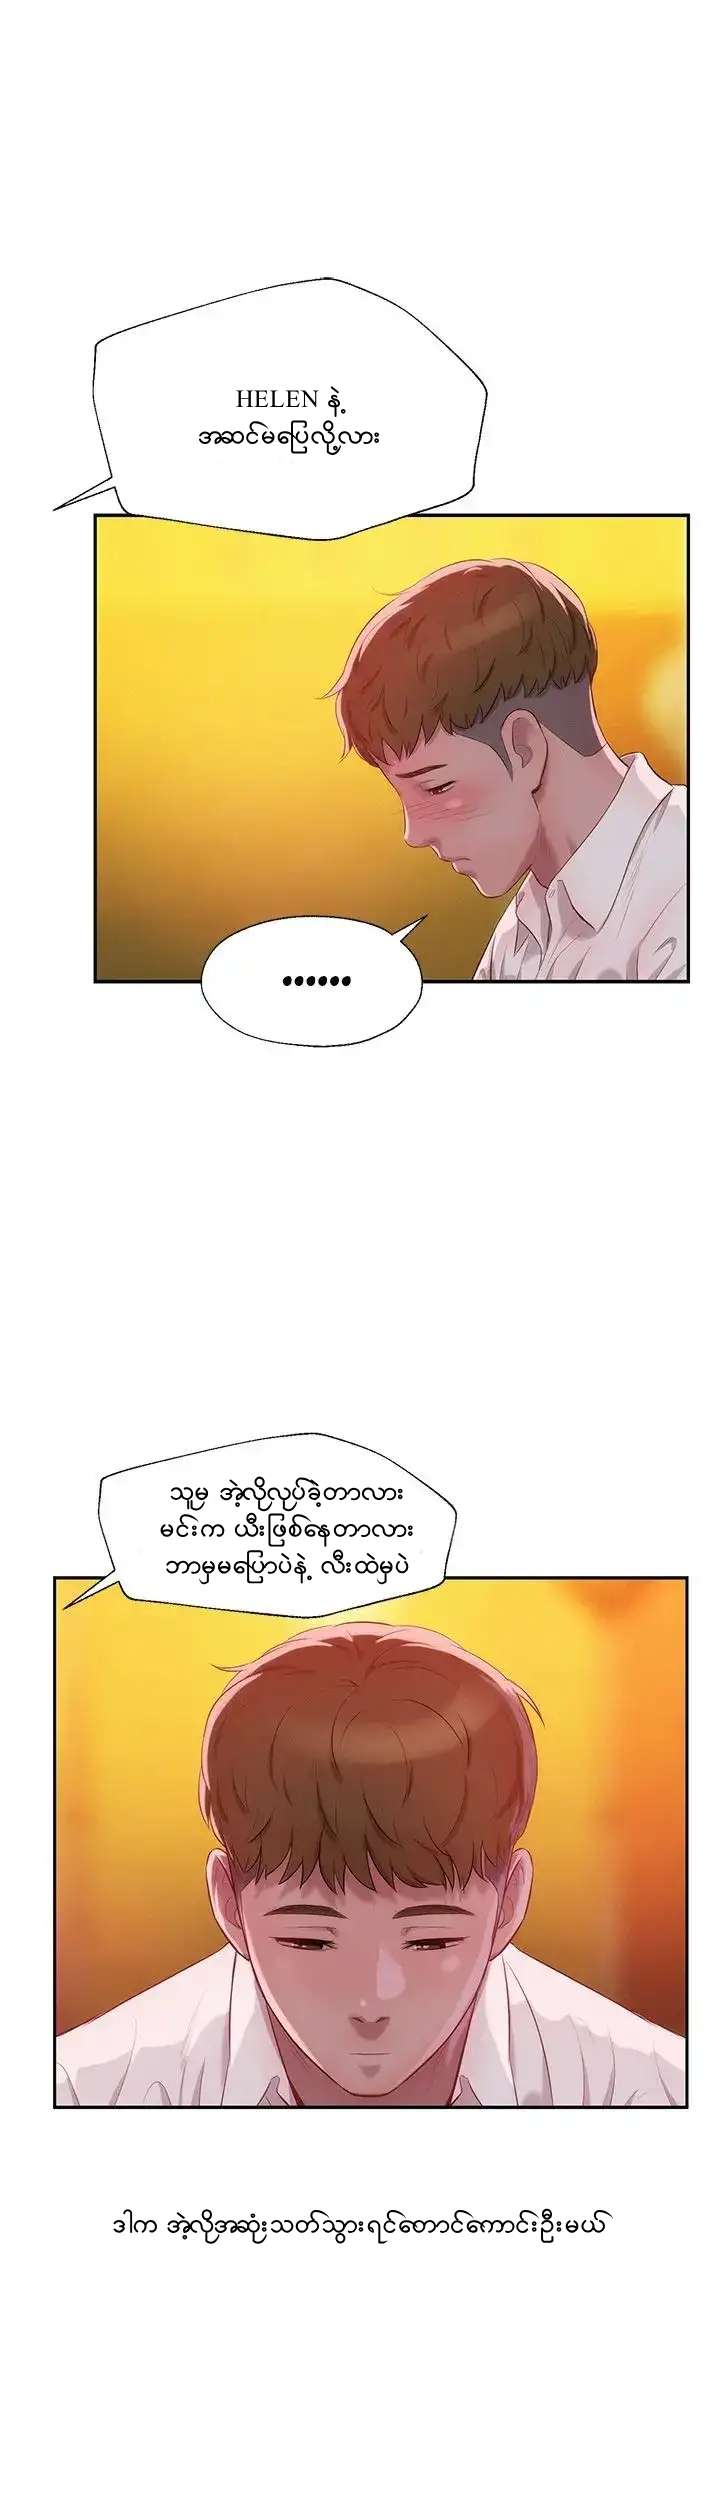 HELEN နဲ့
အဆင်မပြေလို့လား
••••••
သူမ အဲ့လိုလုပ်ခဲ့တာလား
မင်းက ယီးဖြစ်နေတာလား
ဘာမှမပြောပဲနဲ့ လီးထဲမှပဲ
ဒါက အဲ့လိုအဆုံးသတ်သွားရင်တောင်ကောင်းဦးမယ်